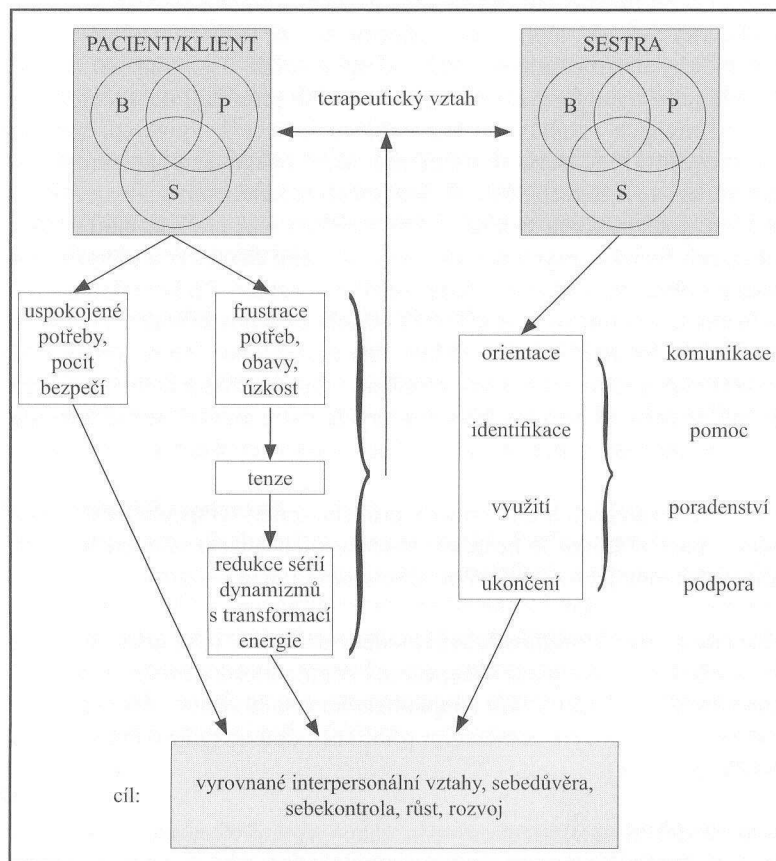 PACIENT/KLIENT
B
P
S
terapeutický vztah
SESTRA
B
P
S
uspokojené
potřeby,
pocit
bezpečí
frustrace
potřeb,
obavy,
úzkost
tenze
redukce sérií
dynamizmů
s transformací
energie
orientace
identifikace
využití
ukončení
komunikace
pomoc
poradenství
podpora
cíl:
vyrovnané interpersonální vztahy, sebedůvěra,
sebekontrola, růst, rozvoj